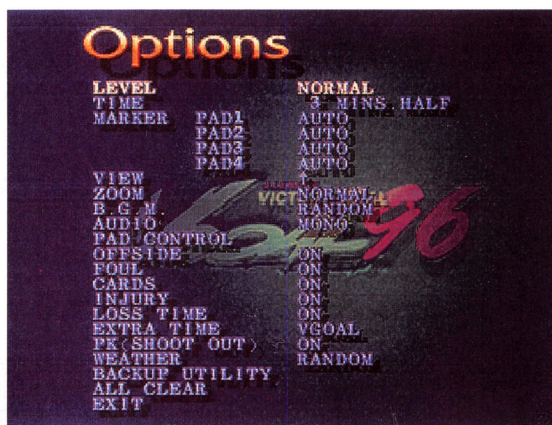 Options
LEVEL NORMAL
TIME 3 MINS.HALF
MARKER PAD1 AUTO
PAD2 AUTO
PAD3 AUTO
PAD4 AUTO
VIEW ↑
ZOOM NORMAL
B.G.M. RANDOM
AUDIO MONO
PAD CONTROL
OFFSIDE ON
FOUL ON
CARDS ON
INJURY ON
LOSS TIME ON
EXTRA TIME VGOAL
PK(SHOOT OUT) ON
WEATHER RANDOM
BACKUP UTILITY
ALL CLEAR
EXIT
96